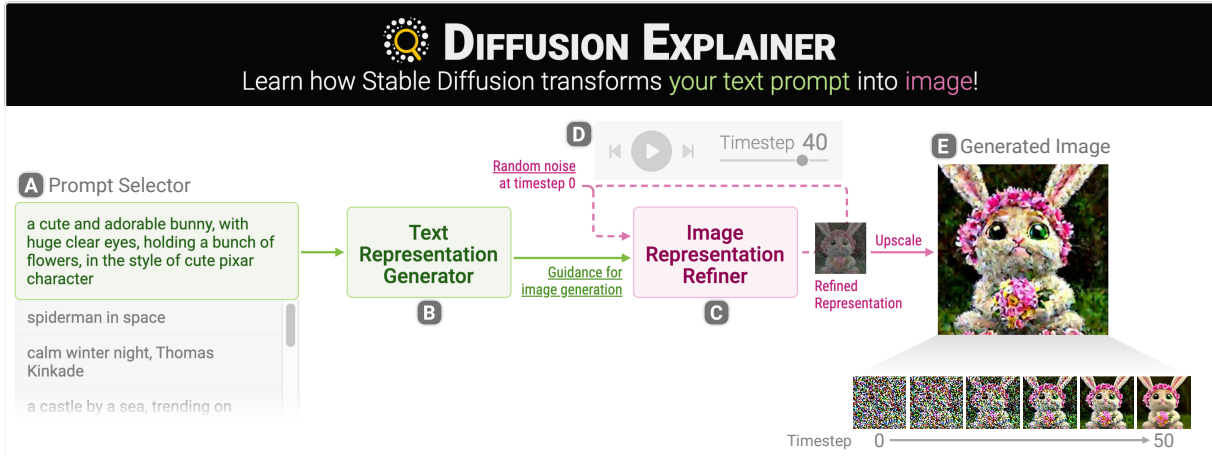 DIFFUSION EXPLAINER
Learn how Stable Diffusion transforms your text prompt into image!
A Prompt Selector
a cute and adorable bunny, with
huge clear eyes, holding a bunch of
flowers, in the style of cute pixar
character
spiderman in space
calm winter night, Thomas
Kinkade
a castle by a sea, trending on
Text
Representation
Generator
B
Guidance for
image generation
D
Timestep 40
Random noise
at timestep 0
Image
Representation
Refiner
C
Refined
Representation
Upscale
E Generated Image
Timestep 0 50